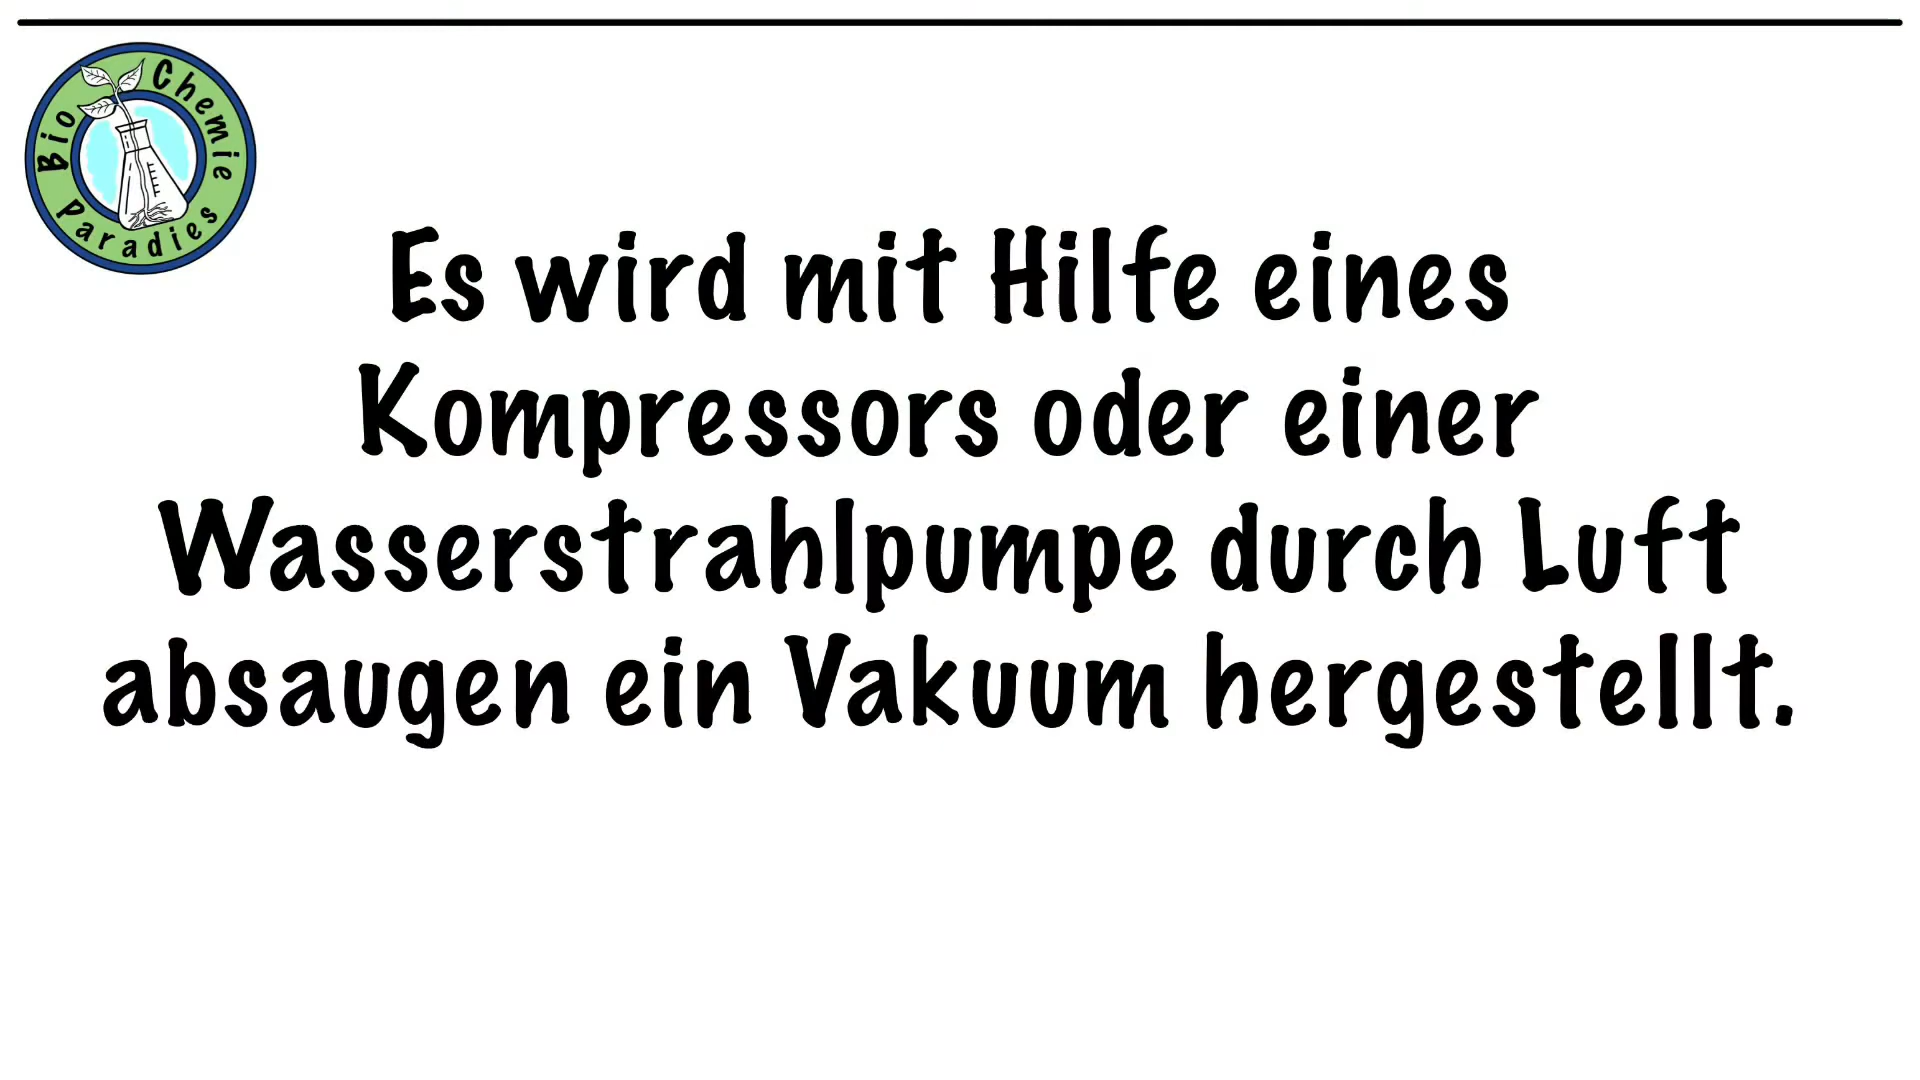 Bio Chemie
Paradies
Es wird mit Hilfe eines
Kompressors oder einer
Wasserstrahlpumpe durch Luft
absaugen ein Vakuum hergestellt.